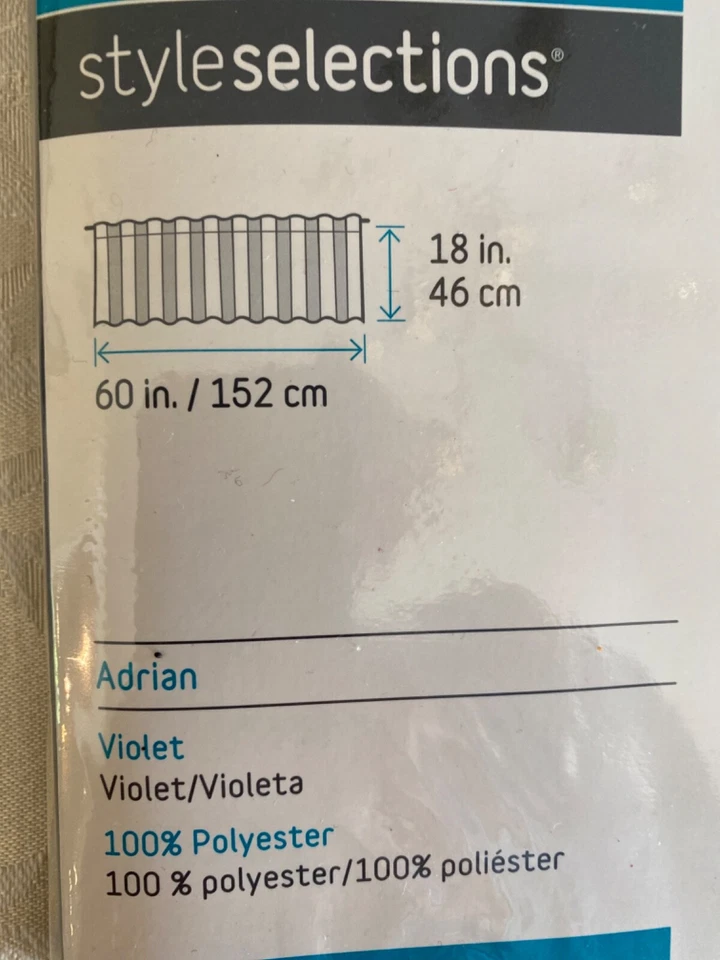 styleselections®
18 in.
46 cm
60 in. / 152 cm
Adrian
Violet
Violet/Violeta
100% Polyester
100 % polyester/100% poliéster